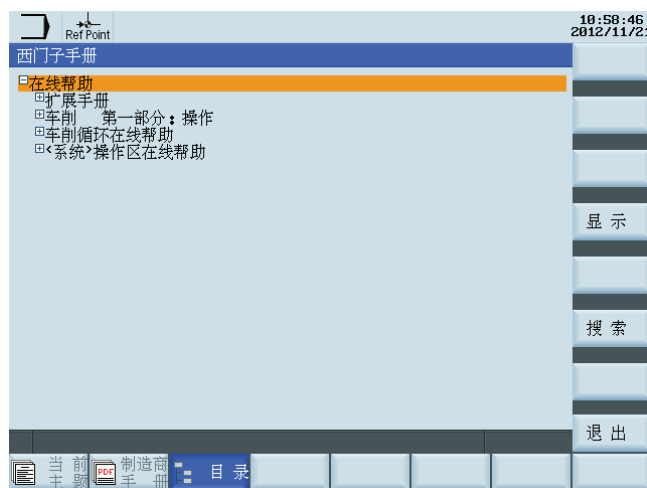 10:58:46
2012/11/21
Ref Point
西门子手册
在线帮助
扩展手册
车削 第一部分：操作
车削循环在线帮助
<系统>操作区在线帮助
显示
搜索
退出
当前主题
PDF
制造商手册
目录